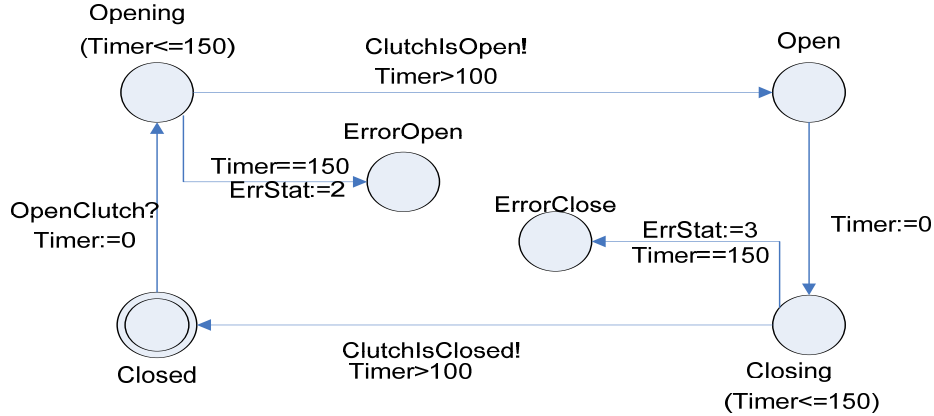 Opening
(Timer<=150)
ClutchIsOpen!
Timer>100
Open
ErrorOpen
Timer==150
ErrStat:=2
OpenClutch?
Timer:=0
ErrorClose
ErrStat:=3
Timer==150
Timer:=0
Closed
ClutchIsClosed!
Timer>100
Closing
(Timer<=150)